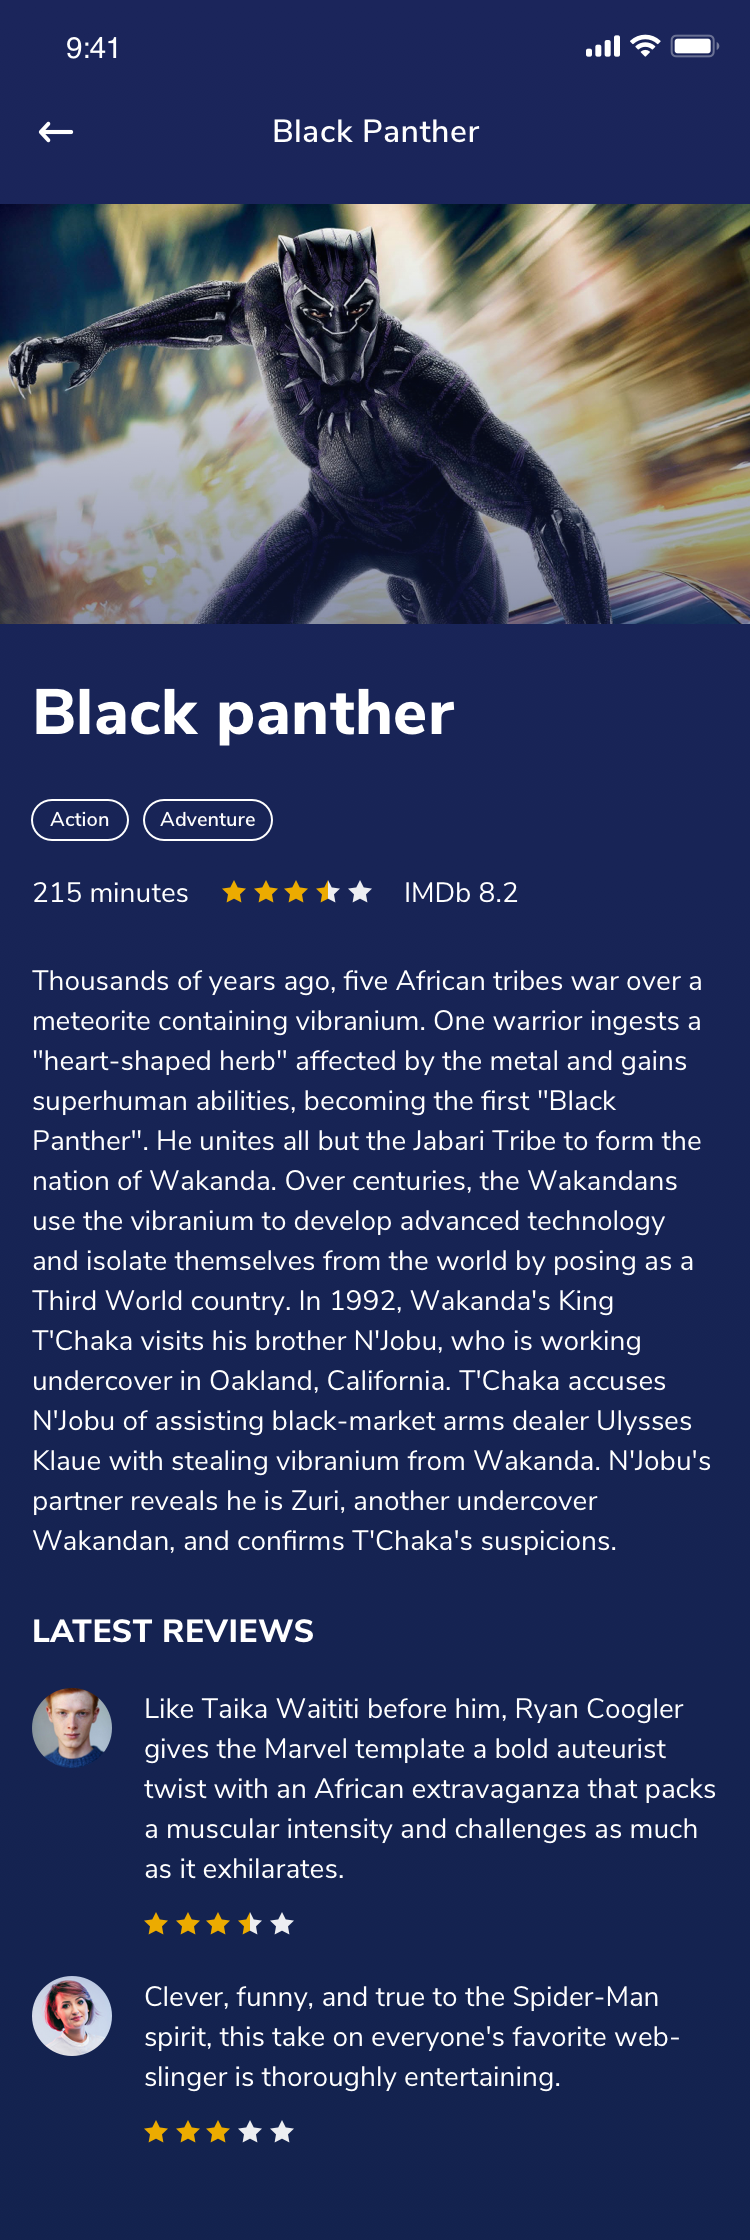 9:41
Black Panther
Black panther
Action
Adventure
215 minutes
IMDb 8.2
Thousands of years ago, five African tribes war over a
meteorite containing vibranium. One warrior ingests a
"heart-shaped herb" affected by the metal and gains
superhuman abilities, becoming the first "Black
Panther". He unites all but the Jabari Tribe to form the
nation of Wakanda. Over centuries, the Wakandans
use the vibranium to develop advanced technology
and isolate themselves from the world by posing as a
Third World country. In 1992, Wakanda's King
T'Chaka visits his brother N'Jobu, who is working
undercover in Oakland, California. T'Chaka accuses
N'Jobu of assisting black-market arms dealer Ulysses
Klaue with stealing vibranium from Wakanda. N'Jobu's
partner reveals he is Zuri, another undercover
Wakandan, and confirms T'Chaka's suspicions.
LATEST REVIEWS
Like Taika Waititi before him, Ryan Coogler
gives the Marvel template a bold auteurist
twist with an African extravaganza that packs
a muscular intensity and challenges as much
as it exhilarates.
Clever, funny, and true to the Spider-Man
spirit, this take on everyone's favorite web-
slinger is thoroughly entertaining.